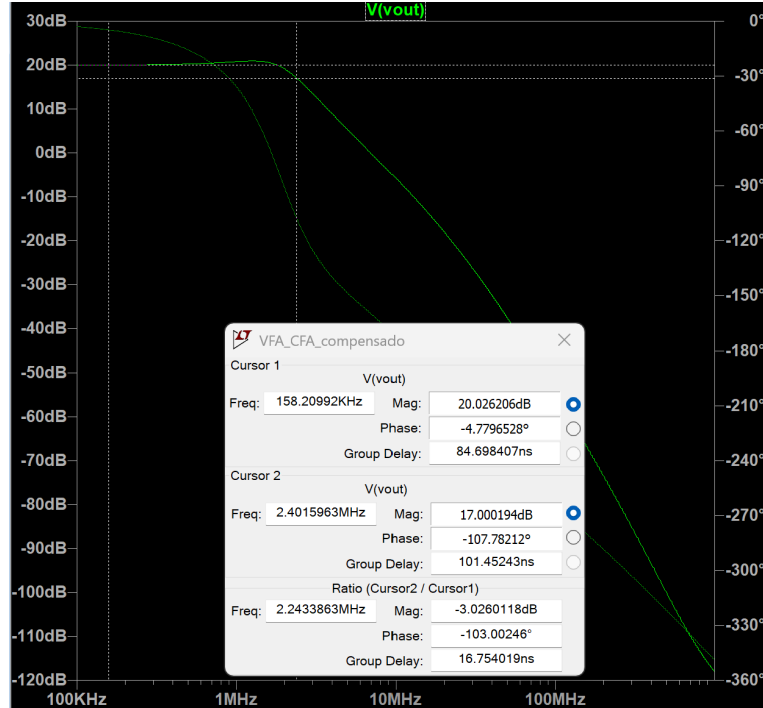 V(vout)
30dB
20dB
10dB
0dB
-10dB
-20dB
-30dB
-40dB
-50dB
-60dB
-70dB
-80dB
-90dB
-100dB
-110dB
-120dB
0°
-30°
-60°
-90°
-120°
-150°
-180°
-210°
-240°
-270°
-300°
-330°
-360°
100KHz 1MHz 10MHz 100MHz
VFA_CFA_compensado
Cursor 1
V(vout)
Freq: 158.20992KHz Mag: 20.026206dB
Phase: -4.7796528°
Group Delay: 84.698407ns
Cursor 2
V(vout)
Freq: 2.4015963MHz Mag: 17.000194dB
Phase: -107.78212°
Group Delay: 101.45243ns
Ratio (Cursor2 / Cursor1)
Freq: 2.2433863MHz Mag: -3.0260118dB
Phase: -103.00246°
Group Delay: 16.754019ns